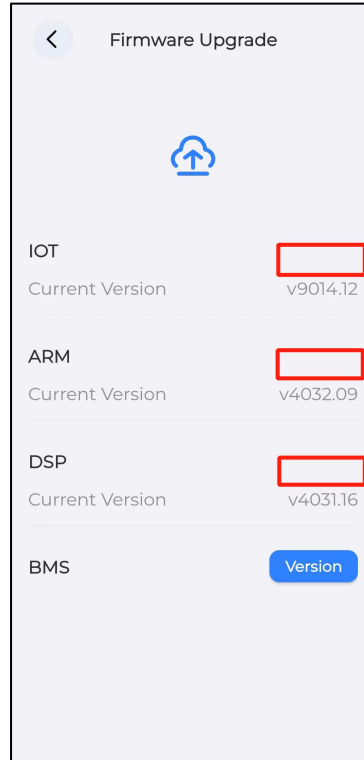 Firmware Upgrade
IOT
Current Version v9014.12
ARM
Current Version v4032.09
DSP
Current Version v4031.16
BMS Version